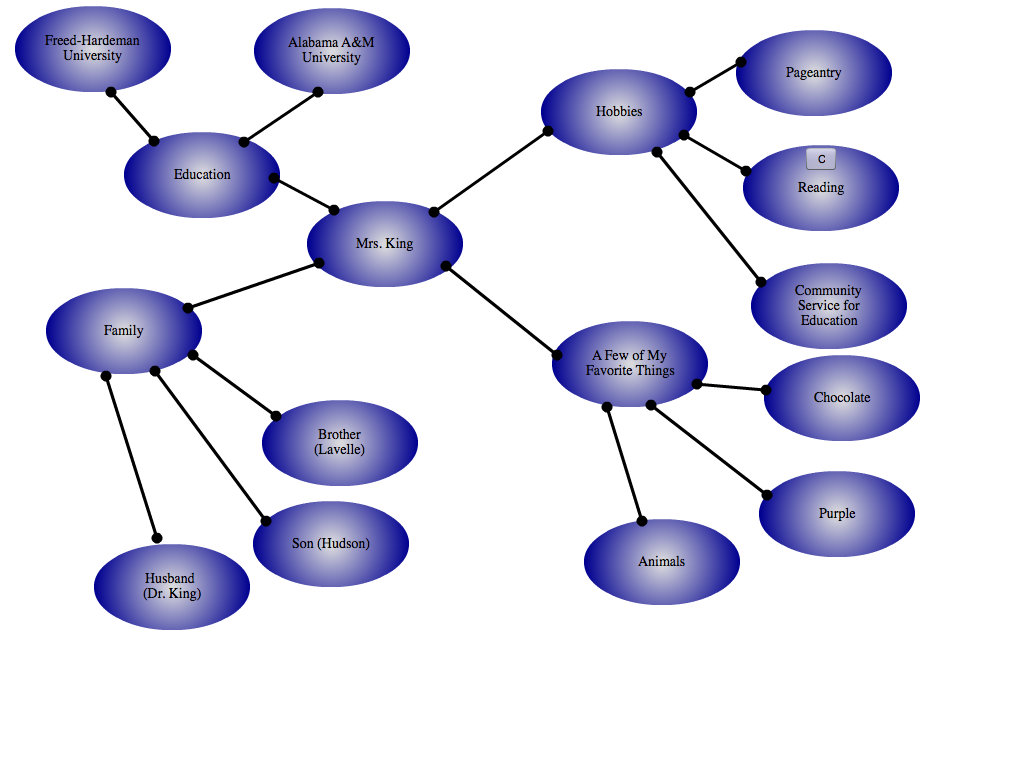 Freed-Hardeman
University
Alabama A&M
University
Education
Mrs. King
Hobbies
Pageantry
C
Reading
Community
Service for
Education
Family
Brother
(Lavelle)
Son (Hudson)
Husband
(Dr. King)
A Few of My
Favorite Things
Chocolate
Purple
Animals